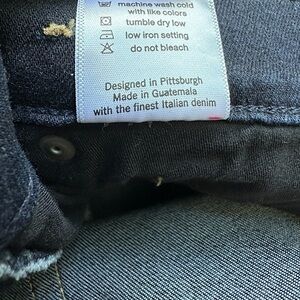 machine wash cold
with like colors
tumble dry low
low iron setting
do not bleach
Designed in Pittsburgh
Made in Guatemala
with the finest Italian denim